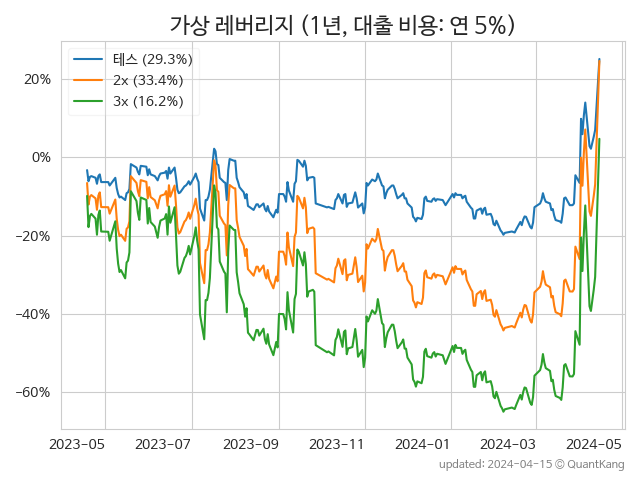 가상 레버리지 (1년, 대출 비용: 연 5%)
테스 (29.3%)
2x (33.4%)
3x (16.2%)
20%
0%
−20%
−40%
−60%
2023-05 2023-07 2023-09 2023-11 2024-01 2024-03 2024-05
updated: 2024-04-15 © QuantKang